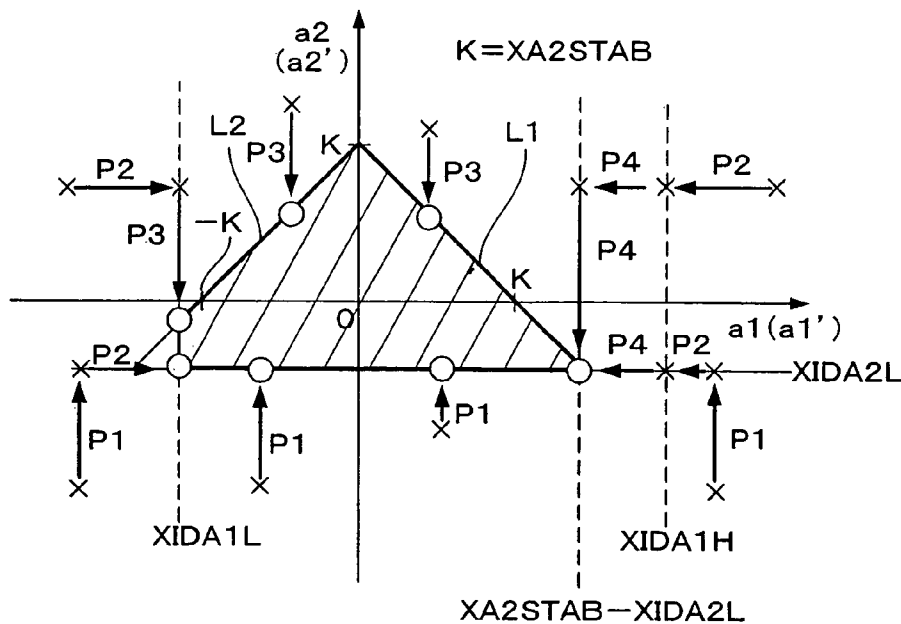 a2
(a2')
K=XA2STAB
L2
L1
K
P3
P3
P2
P4
P2
P3
−K
P4
K
0
a1(a1')
P2
P4
P2
XIDA2L
P1
P1
P1
P1
XIDA1L
XIDA1H
XA2STAB−XIDA2L